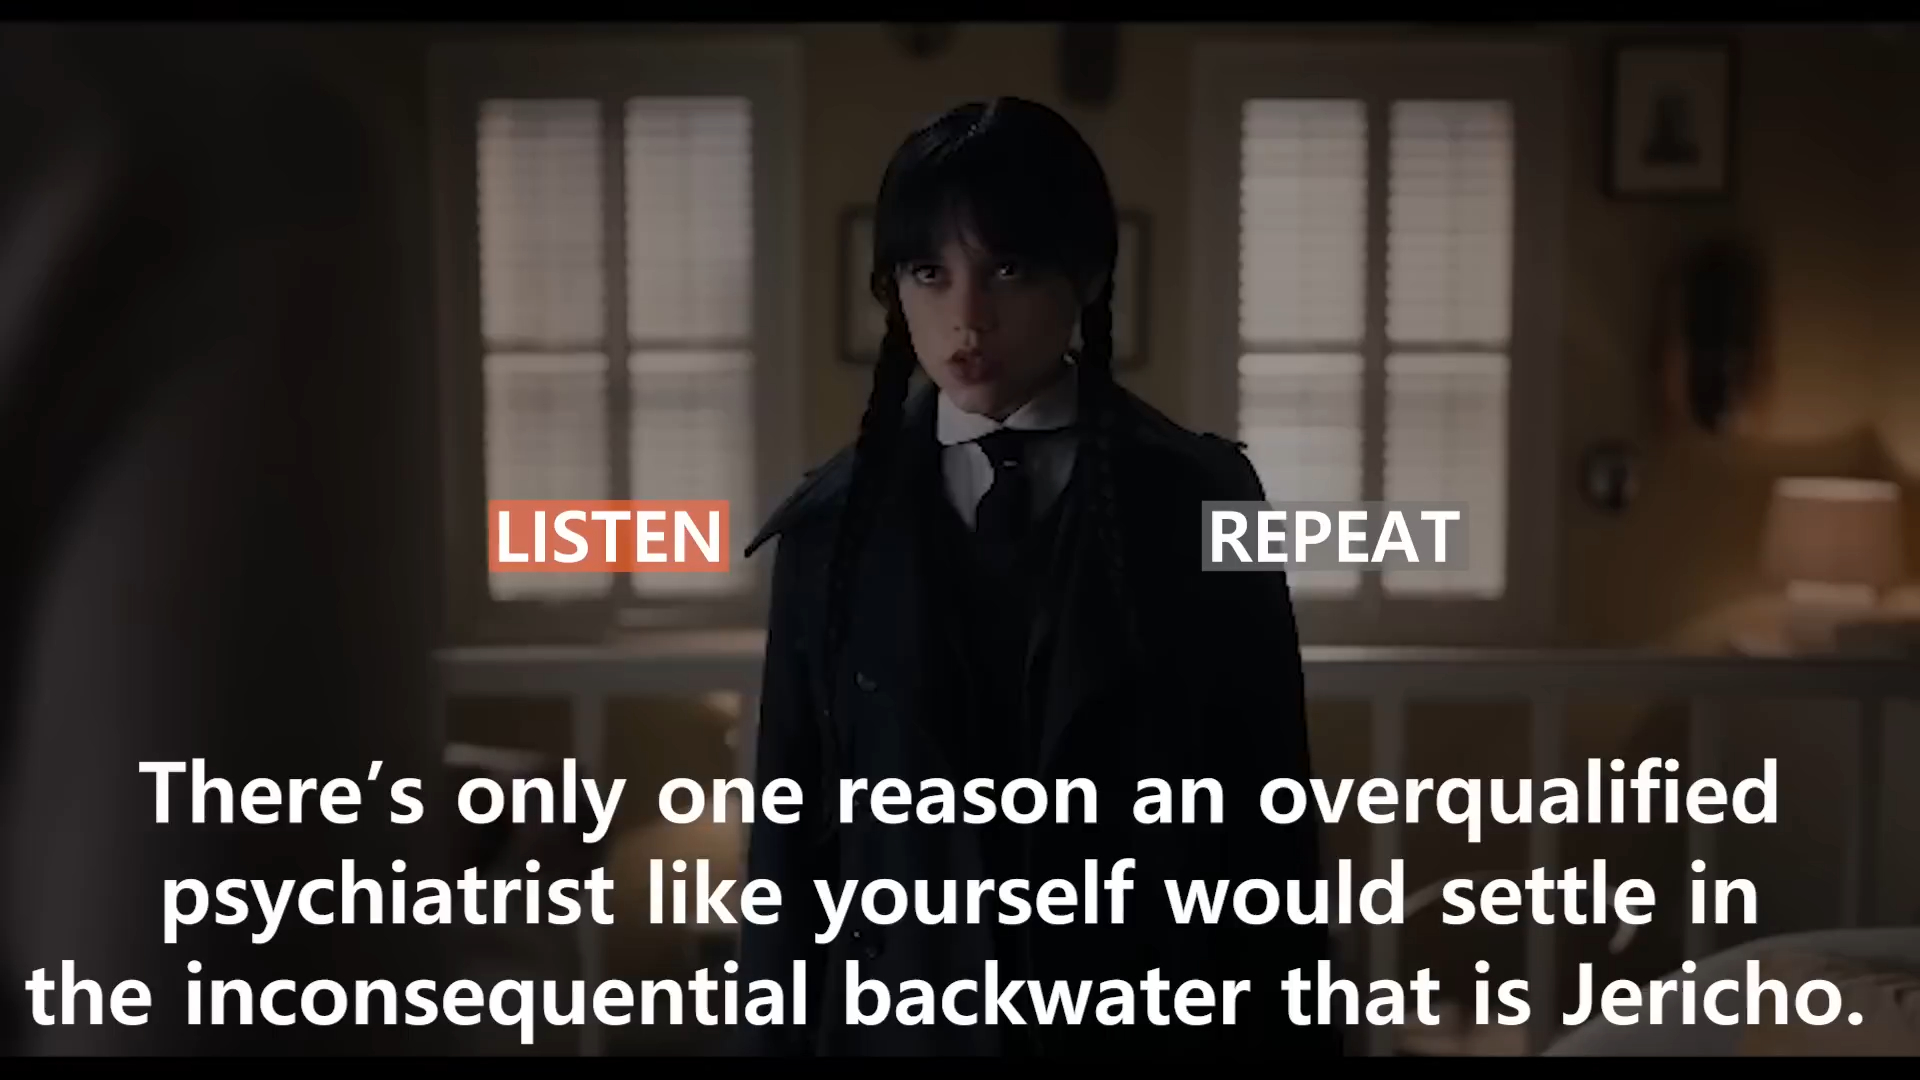 LISTEN
REPEAT
There’s only one reason an overqualified
psychiatrist like yourself would settle in
the inconsequential backwater that is Jericho.